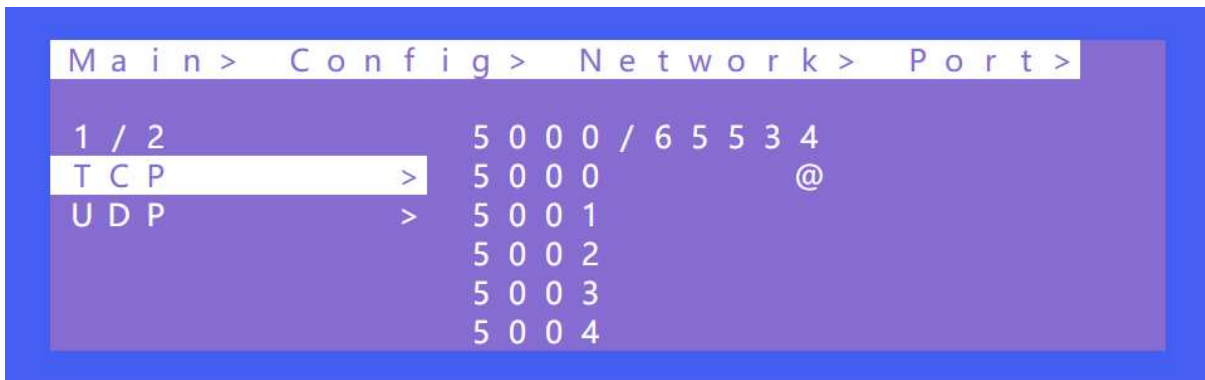 Main> Config> Network> Port>
1/2 5000/65534
TCP > 5000 @
UDP > 5001
5002
5003
5004